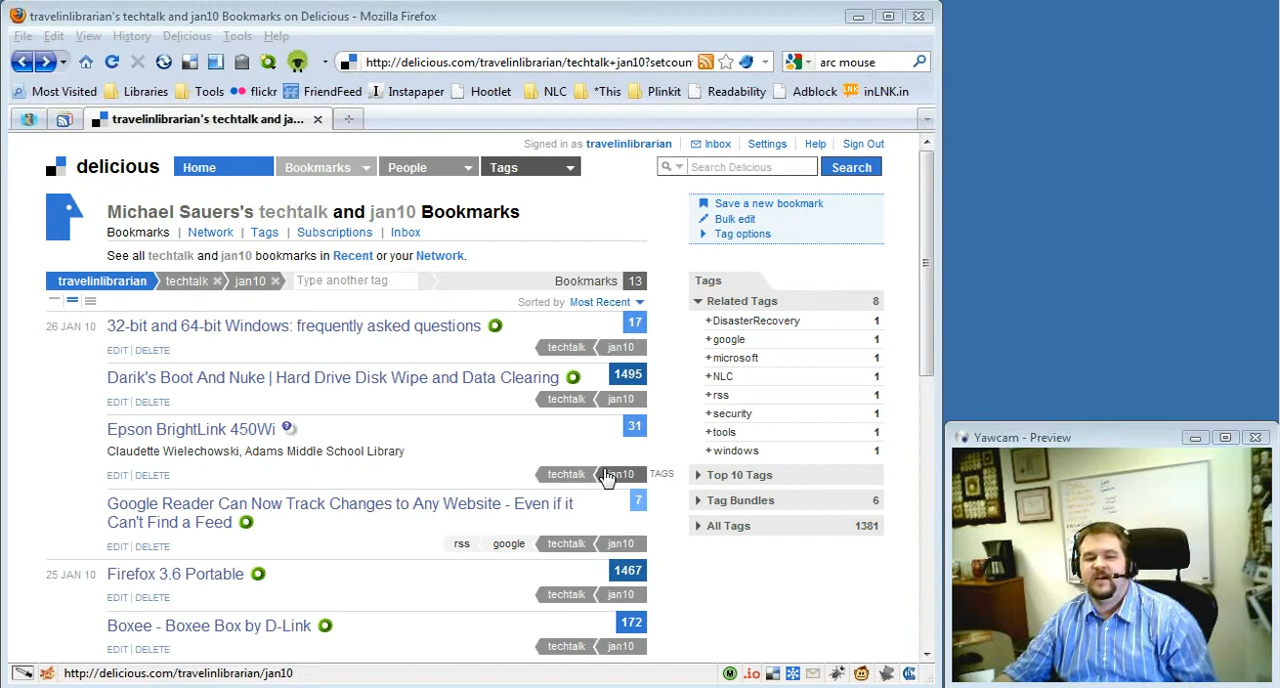 travelinlibrarian's techtalk and jan10 Bookmarks on Delicious - Mozilla Firefox
File Edit View History Delicious Tools Help
http://delicious.com/travelinlibrarian/techtalk+jan10?setcoun
arc mouse
Most Visited Libraries Tools flickr FriendFeed Instapaper Hootlet NLC *This Plinkit Readability Adblock inLNK.in
travelinlibrarian's techtalk and ja...
Signed in as travelinlibrarian Inbox Settings Help Sign Out
delicious Home Bookmarks People Tags Search Delicious Search
Michael Sauers's techtalk and jan10 Bookmarks
Bookmarks | Network | Tags | Subscriptions | Inbox
See all techtalk and jan10 bookmarks in Recent or your Network.
travelinlibrarian techtalk jan10 Type another tag Bookmarks 13
Sorted by Most Recent
26 JAN 10 32-bit and 64-bit Windows: frequently asked questions 17
EDIT | DELETE techtalk jan10
Darik's Boot And Nuke | Hard Drive Disk Wipe and Data Clearing 1495
EDIT | DELETE techtalk jan10
Epson BrightLink 450Wi 31
Claudette Wielechowski, Adams Middle School Library
EDIT | DELETE techtalk jan10 TAGS
Google Reader Can Now Track Changes to Any Website - Even if it 7
Can't Find a Feed
EDIT | DELETE rss google techtalk jan10
25 JAN 10 Firefox 3.6 Portable 1467
EDIT | DELETE techtalk jan10
Boxee - Boxee Box by D-Link 172
EDIT | DELETE techtalk jan10
Save a new bookmark
Bulk edit
Tag options
Tags
Related Tags 8
+DisasterRecovery 1
+google 1
+microsoft 1
+NLC 1
+rss 1
+security 1
+tools 1
+windows 1
Top 10 Tags
Tag Bundles 6
All Tags 1381
http://delicious.com/travelinlibrarian/jan10
.io
Yawcam - Preview